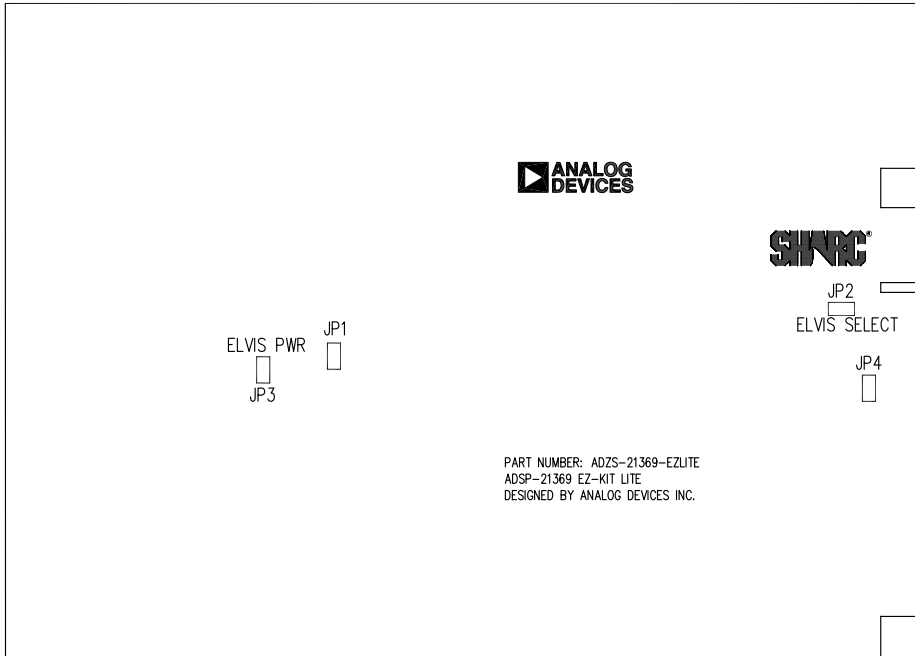 ANALOG
DEVICES
SHARC®
JP2
ELVIS SELECT
JP1
ELVIS PWR
JP3
JP4
PART NUMBER: ADZS-21369-EZLITE
ADSP-21369 EZ-KIT LITE
DESIGNED BY ANALOG DEVICES INC.